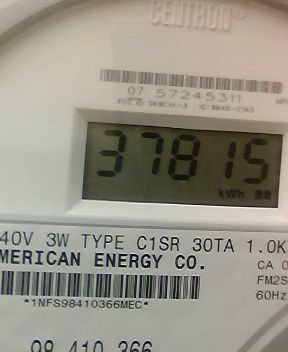 CENTRON®
07 57245311
37815
kWh
40V 3W TYPE C1SR 30TA 1.0K
MERICAN ENERGY CO.
CA 0
FM2S
60Hz
*1NFS98410366MEC*
98 410 366